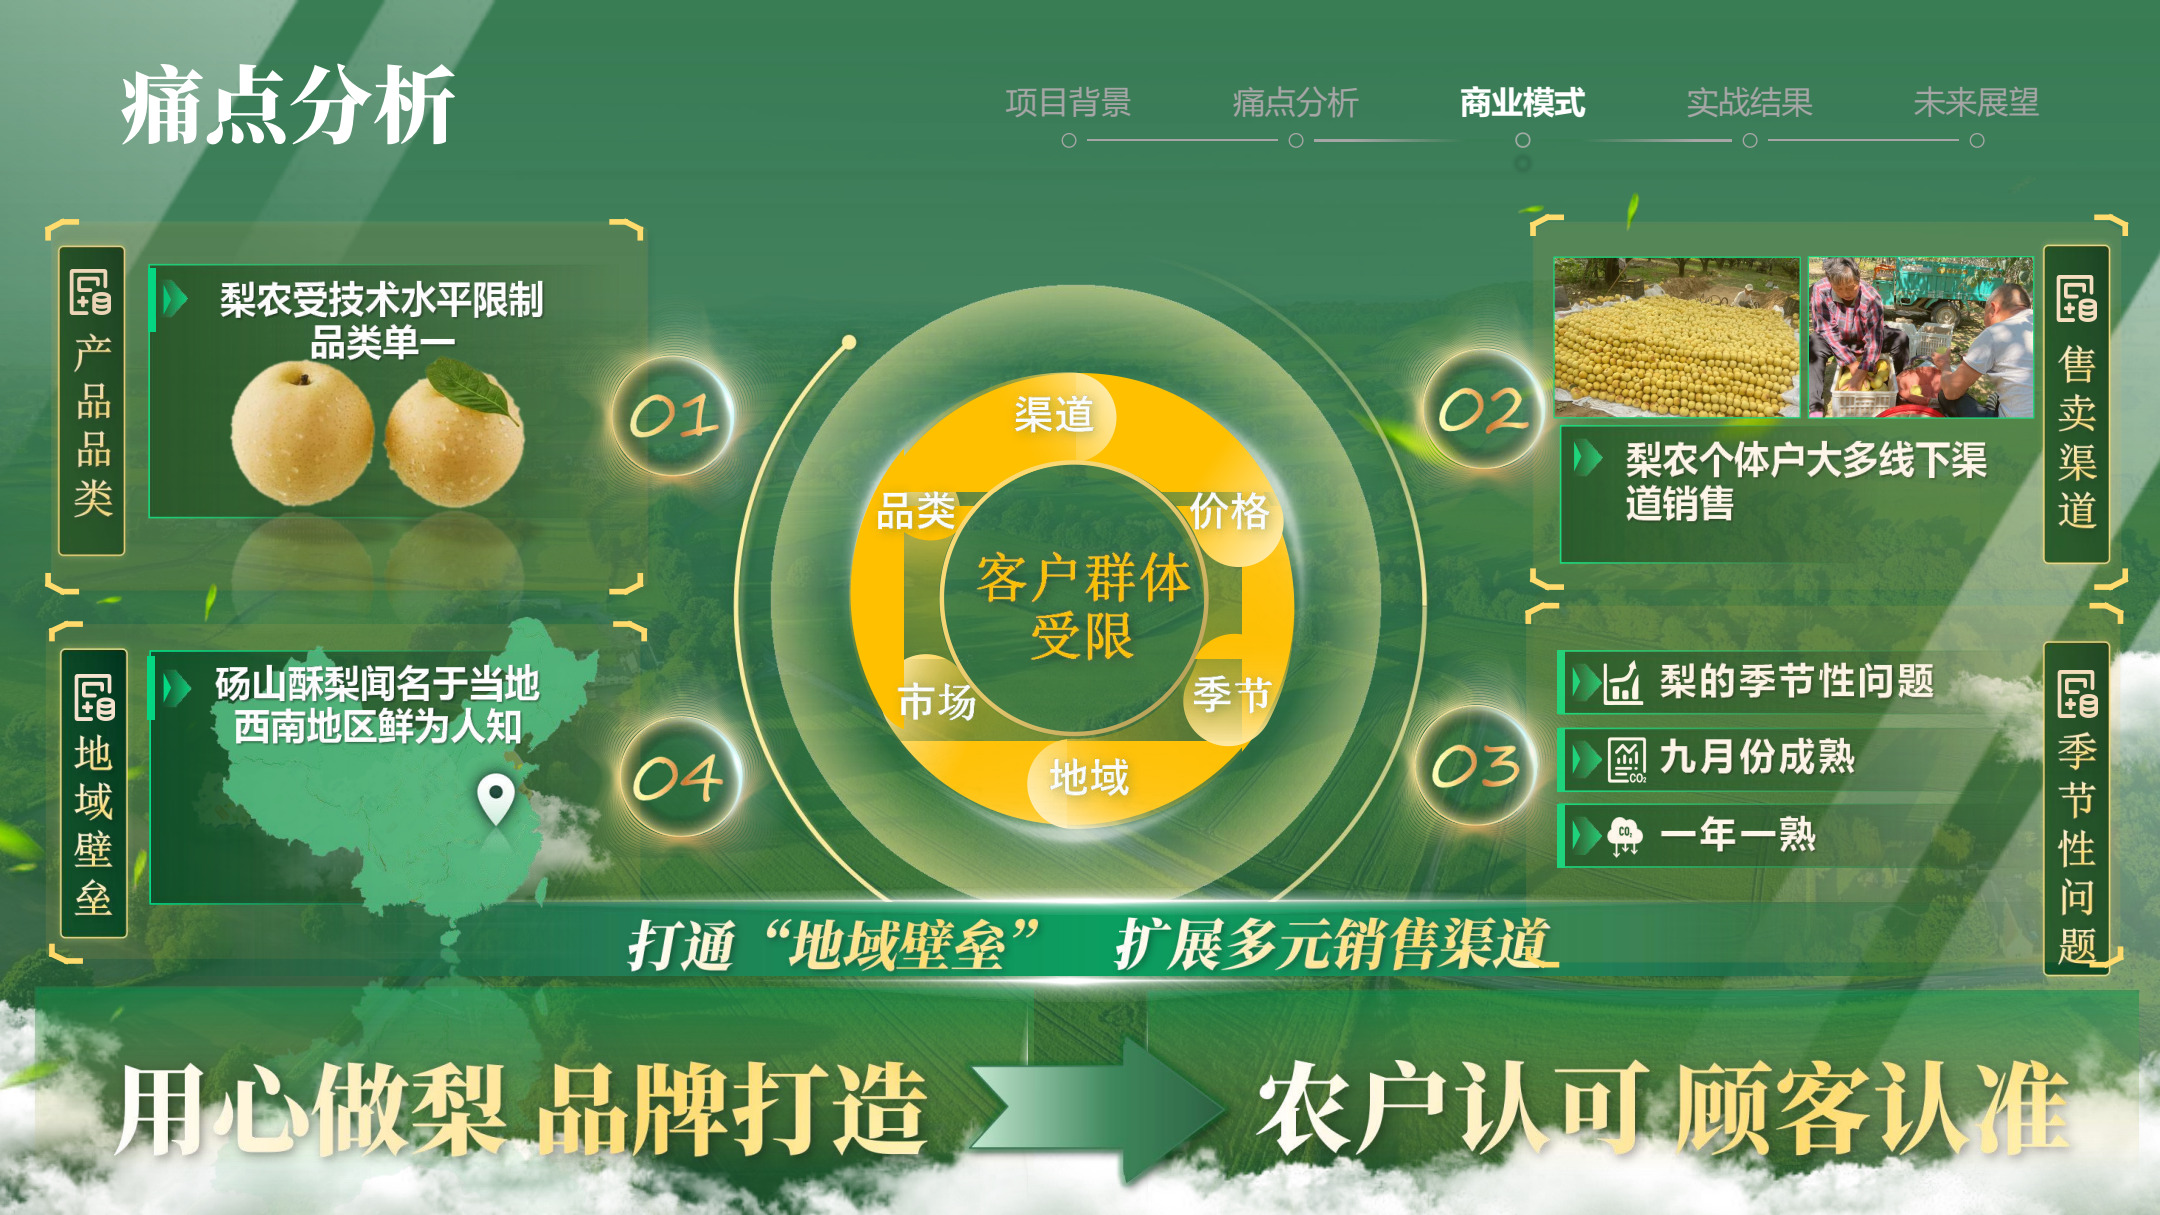 痛点分析
项目背景
痛点分析
商业模式
实战结果
未来展望
产品品类
梨农受技术水平限制
品类单一
01
02
梨农个体户大多线下渠
道销售
售卖渠道
渠道
品类
价格
客户群体
受限
市场
季节
地域
地域壁垒
砀山酥梨闻名于当地
西南地区鲜为人知
04
03
梨的季节性问题
CO₂
九月份成熟
CO₂
一年一熟
季节性问题
打通“地域壁垒” 扩展多元销售渠道
用心做梨 品牌打造
农户认可 顾客认准